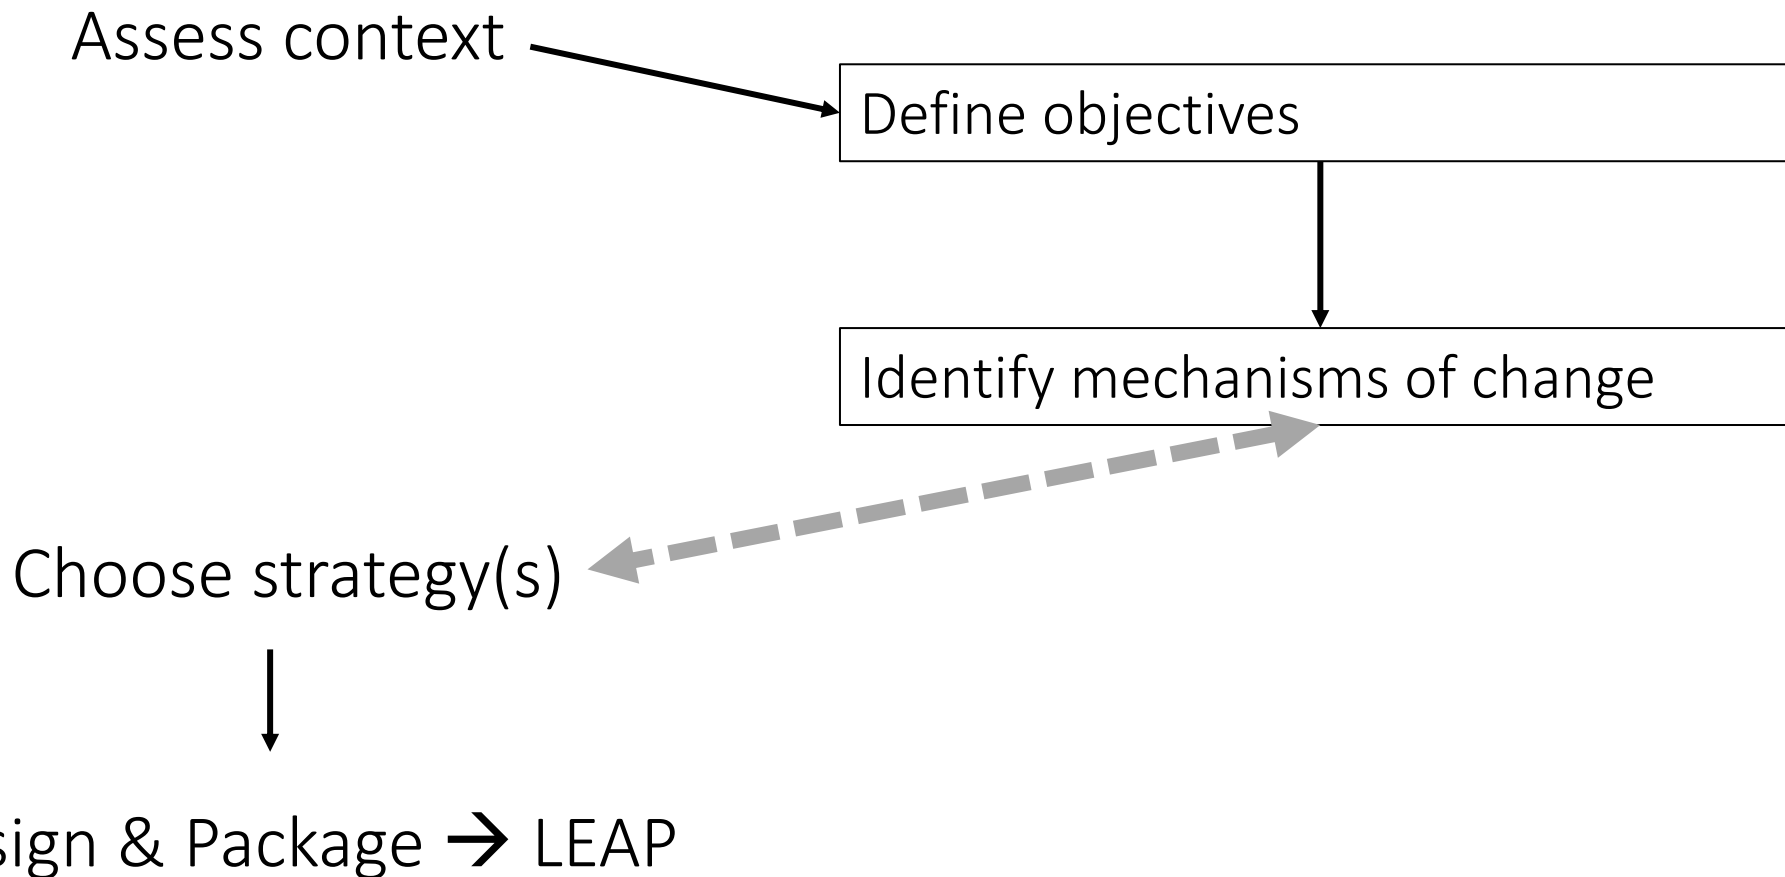 Assess context
Define objectives
Identify mechanisms of change
Choose strategy(s)
sign & Package → LEAP